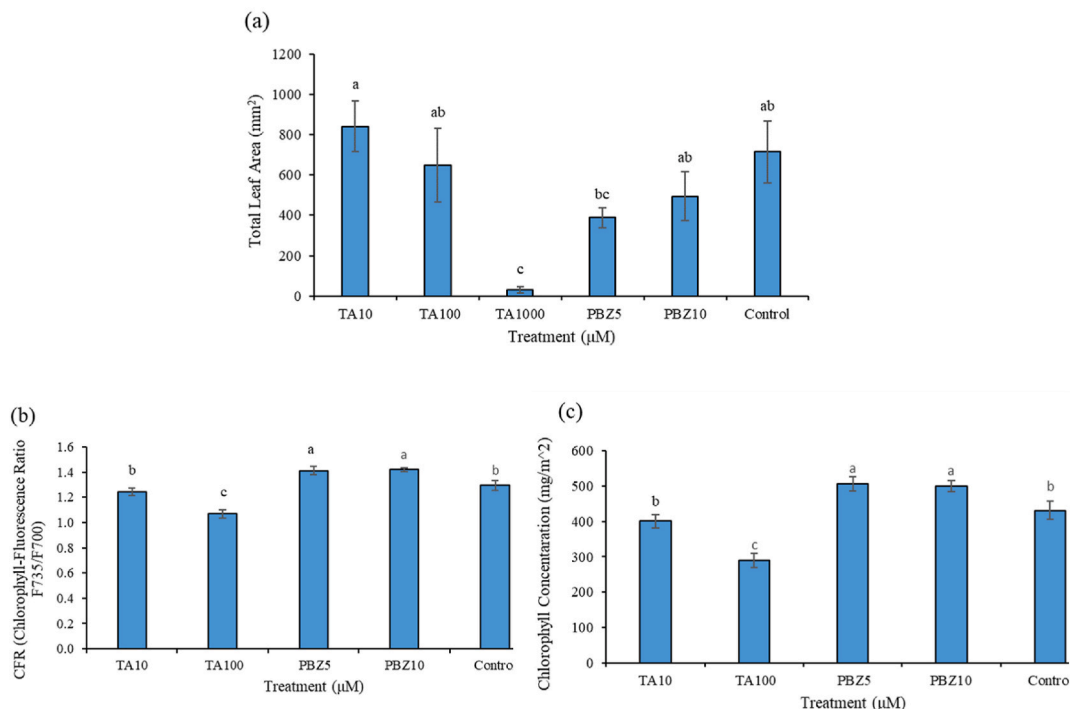 (a)
1200
1000
800
600
400
200
0
Total Leaf Area (mm²)
a
ab
c
bc
ab
ab
TA10 TA100 TA1000 PBZ5 PBZ10 Control
Treatment (μM)
(b)
1.6
1.4
1.2
1.0
0.8
0.6
0.4
0.2
0.0
CFR (Chlorophyll-Fluorescence Ratio
F735/F700)
b
c
a
a
b
TA10 TA100 PBZ5 PBZ10 Contro
Treatment (μM)
(c)
600
500
400
300
200
100
0
Chlorophyll Concentaration (mg/m^2)
b
c
a
a
b
TA10 TA100 PBZ5 PBZ10 Contro
Treatment (μM)